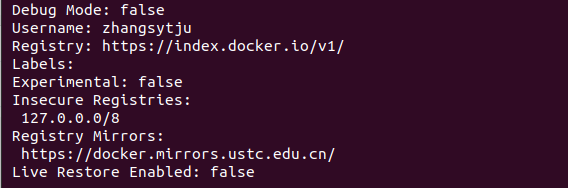 Debug Mode: false
Username: zhangsytju
Registry: https://index.docker.io/v1/
Labels:
Experimental: false
Insecure Registries:
 127.0.0.0/8
Registry Mirrors:
 https://docker.mirrors.ustc.edu.cn/
Live Restore Enabled: false